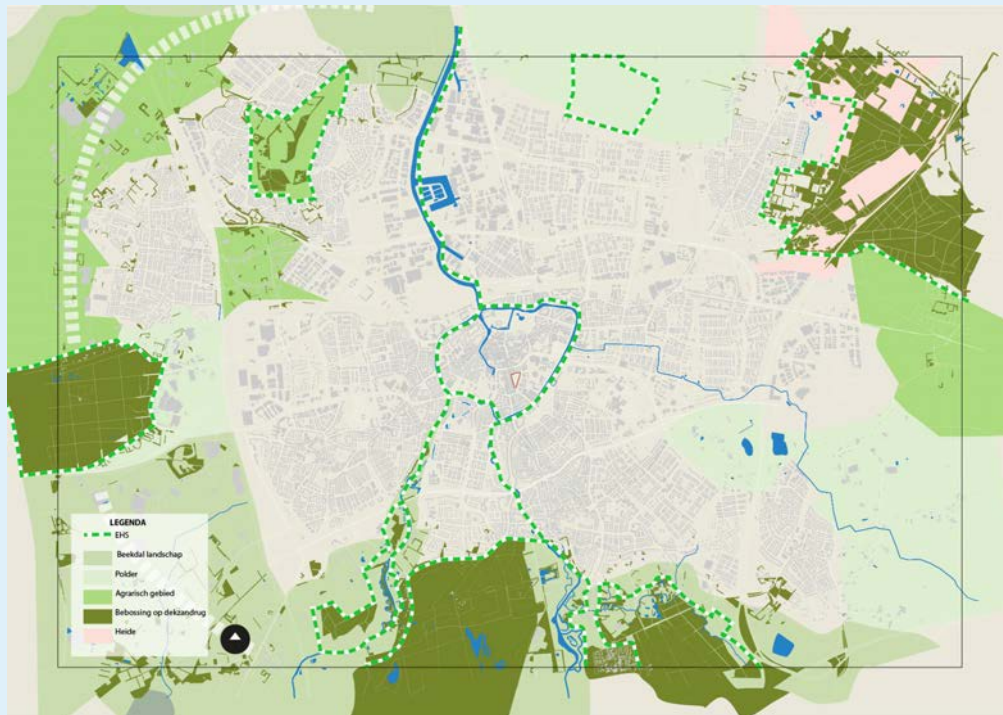 LEGENDA
EHS
Beekdal landschap
Polder
Agrarisch gebied
Bebossing op dekzandrug
Heide